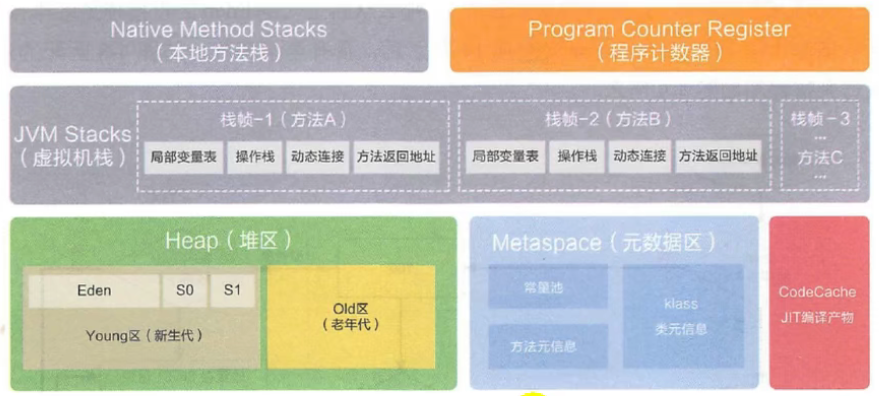 Native Method Stacks
（本地方法栈）
Program Counter Register
（程序计数器）
JVM Stacks
（虚拟机栈）
栈帧-1（方法A）
局部变量表 操作栈 动态连接 方法返回地址
栈帧-2（方法B）
局部变量表 操作栈 动态连接 方法返回地址
栈帧-3
...
方法C
...
Heap（堆区）
Eden S0 S1
Young区（新生代）
Old区
（老年代）
Metaspace（元数据区）
常量池
方法元信息
klass
类元信息
CodeCache
JIT编译产物